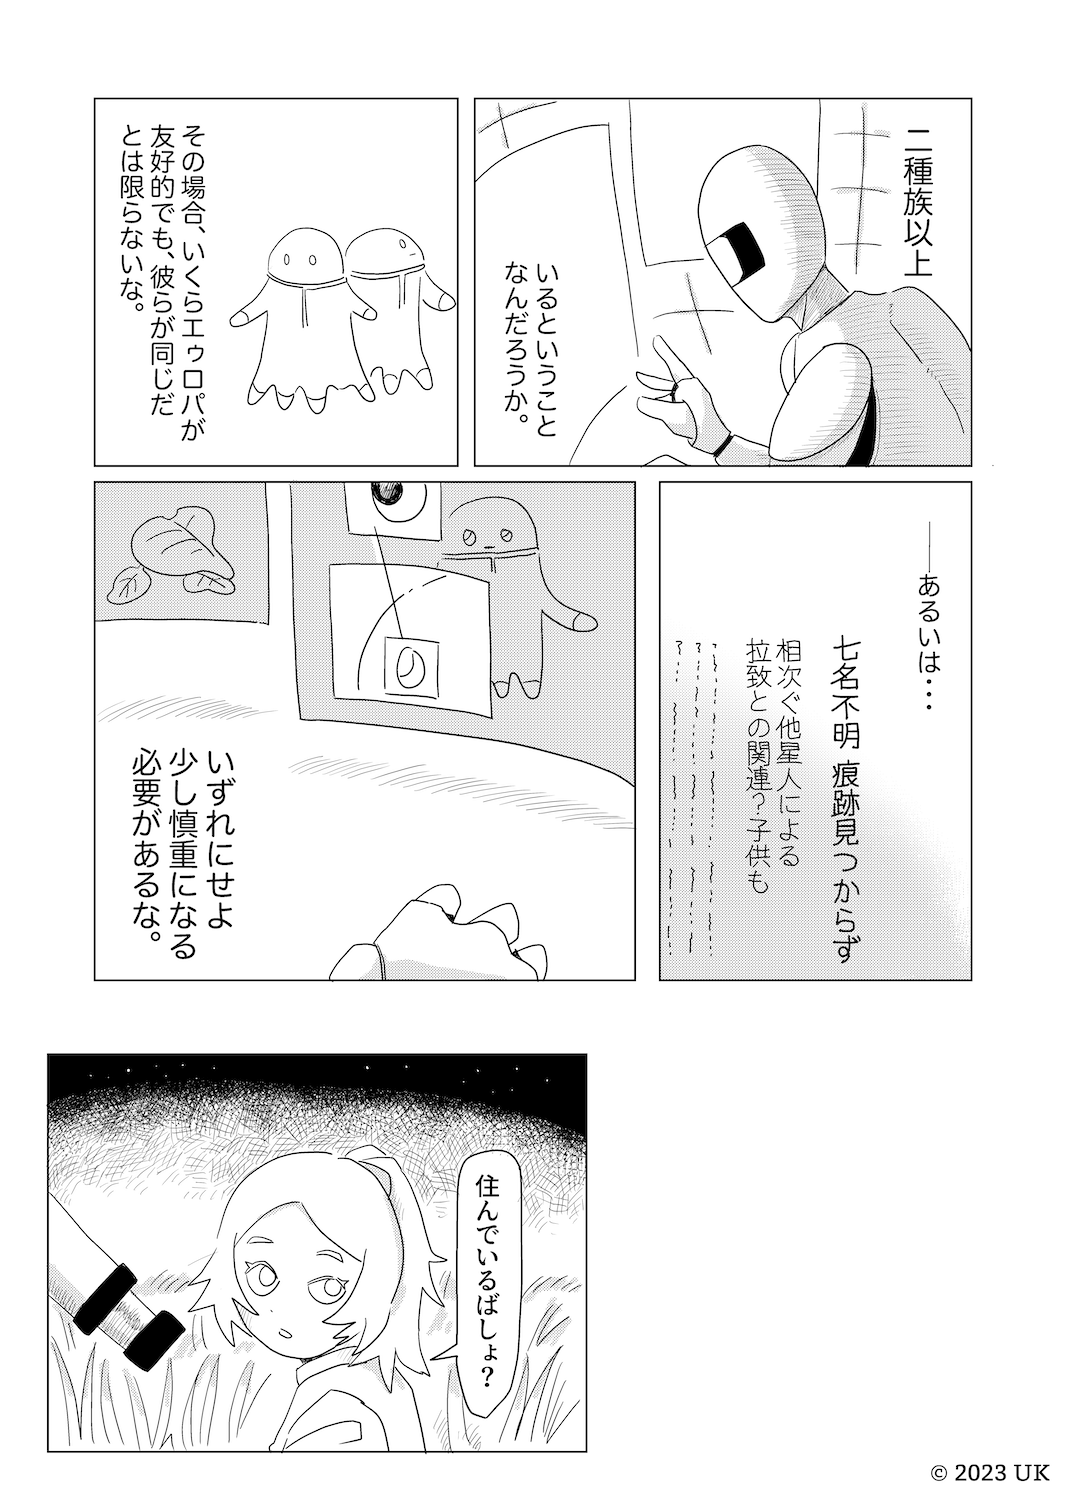 二種族以上
いるということ
なんだろうか。
その場合、いくらエゥロパが
友好的でも、彼らが同じだ
とは限らないな。
――あるいは・・・
七名不明 痕跡見つからず
相次ぐ他星人による
拉致との関連？子供も
いずれにせよ
少し慎重になる
必要があるな。
住んでいるばしょ？
© 2023 UK